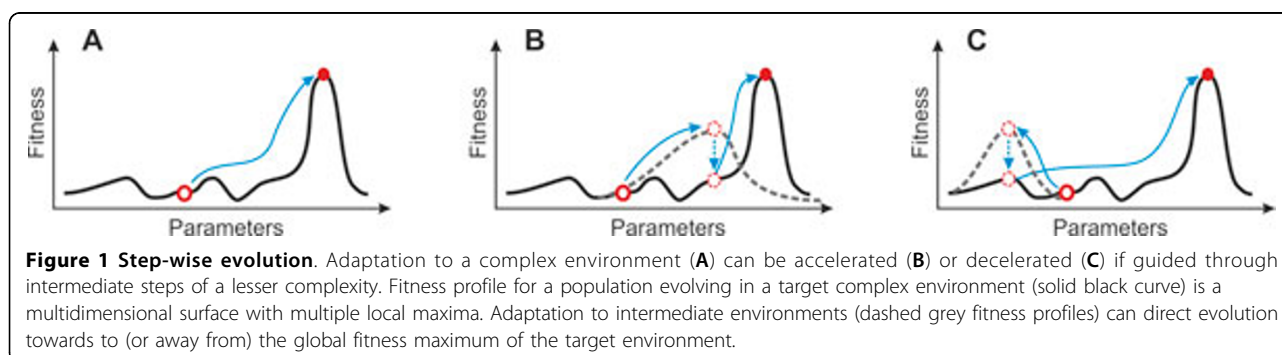 A
B
C
Fitness
Fitness
Fitness
Parameters
Parameters
Parameters
Figure 1 Step-wise evolution. Adaptation to a complex environment (A) can be accelerated (B) or decelerated (C) if guided through
intermediate steps of a lesser complexity. Fitness profile for a population evolving in a target complex environment (solid black curve) is a
multidimensional surface with multiple local maxima. Adaptation to intermediate environments (dashed grey fitness profiles) can direct evolution
towards to (or away from) the global fitness maximum of the target environment.